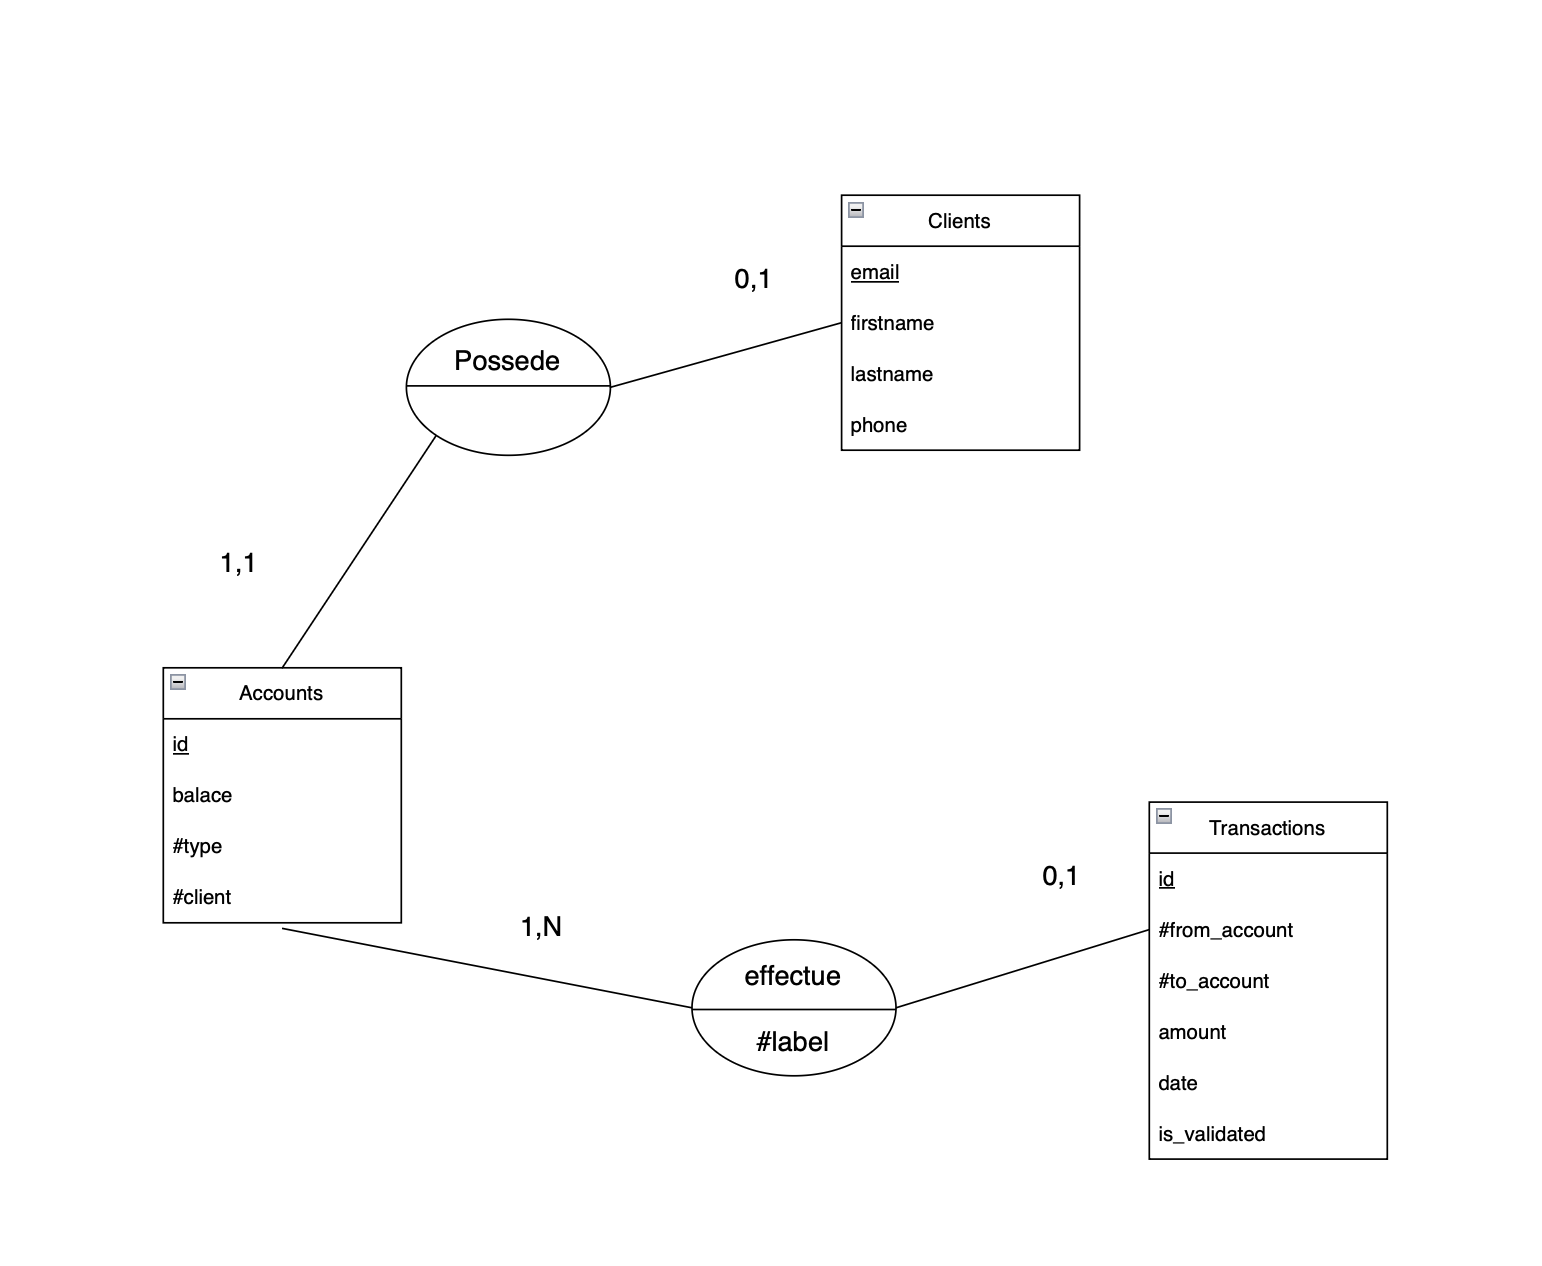 Clients
email
firstname
lastname
phone
0,1
Possede
1,1
Accounts
id
balace
#type
#client
1,N
effectue
#label
0,1
Transactions
id
#from_account
#to_account
amount
date
is_validated